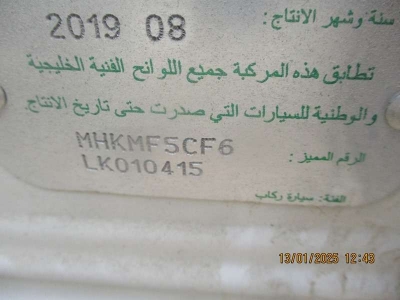 سنة وشهر الانتاج: 2019 08
تطابق هذه المركبة جميع اللوائح الفنية الخليجية
والوطنية للسيارات التي صدرت حتى تاريخ الانتاج
الرقم المميز: MHKMF5CF6
LK010415
الفئة: سيارة ركاب
13/01/2025 12:43